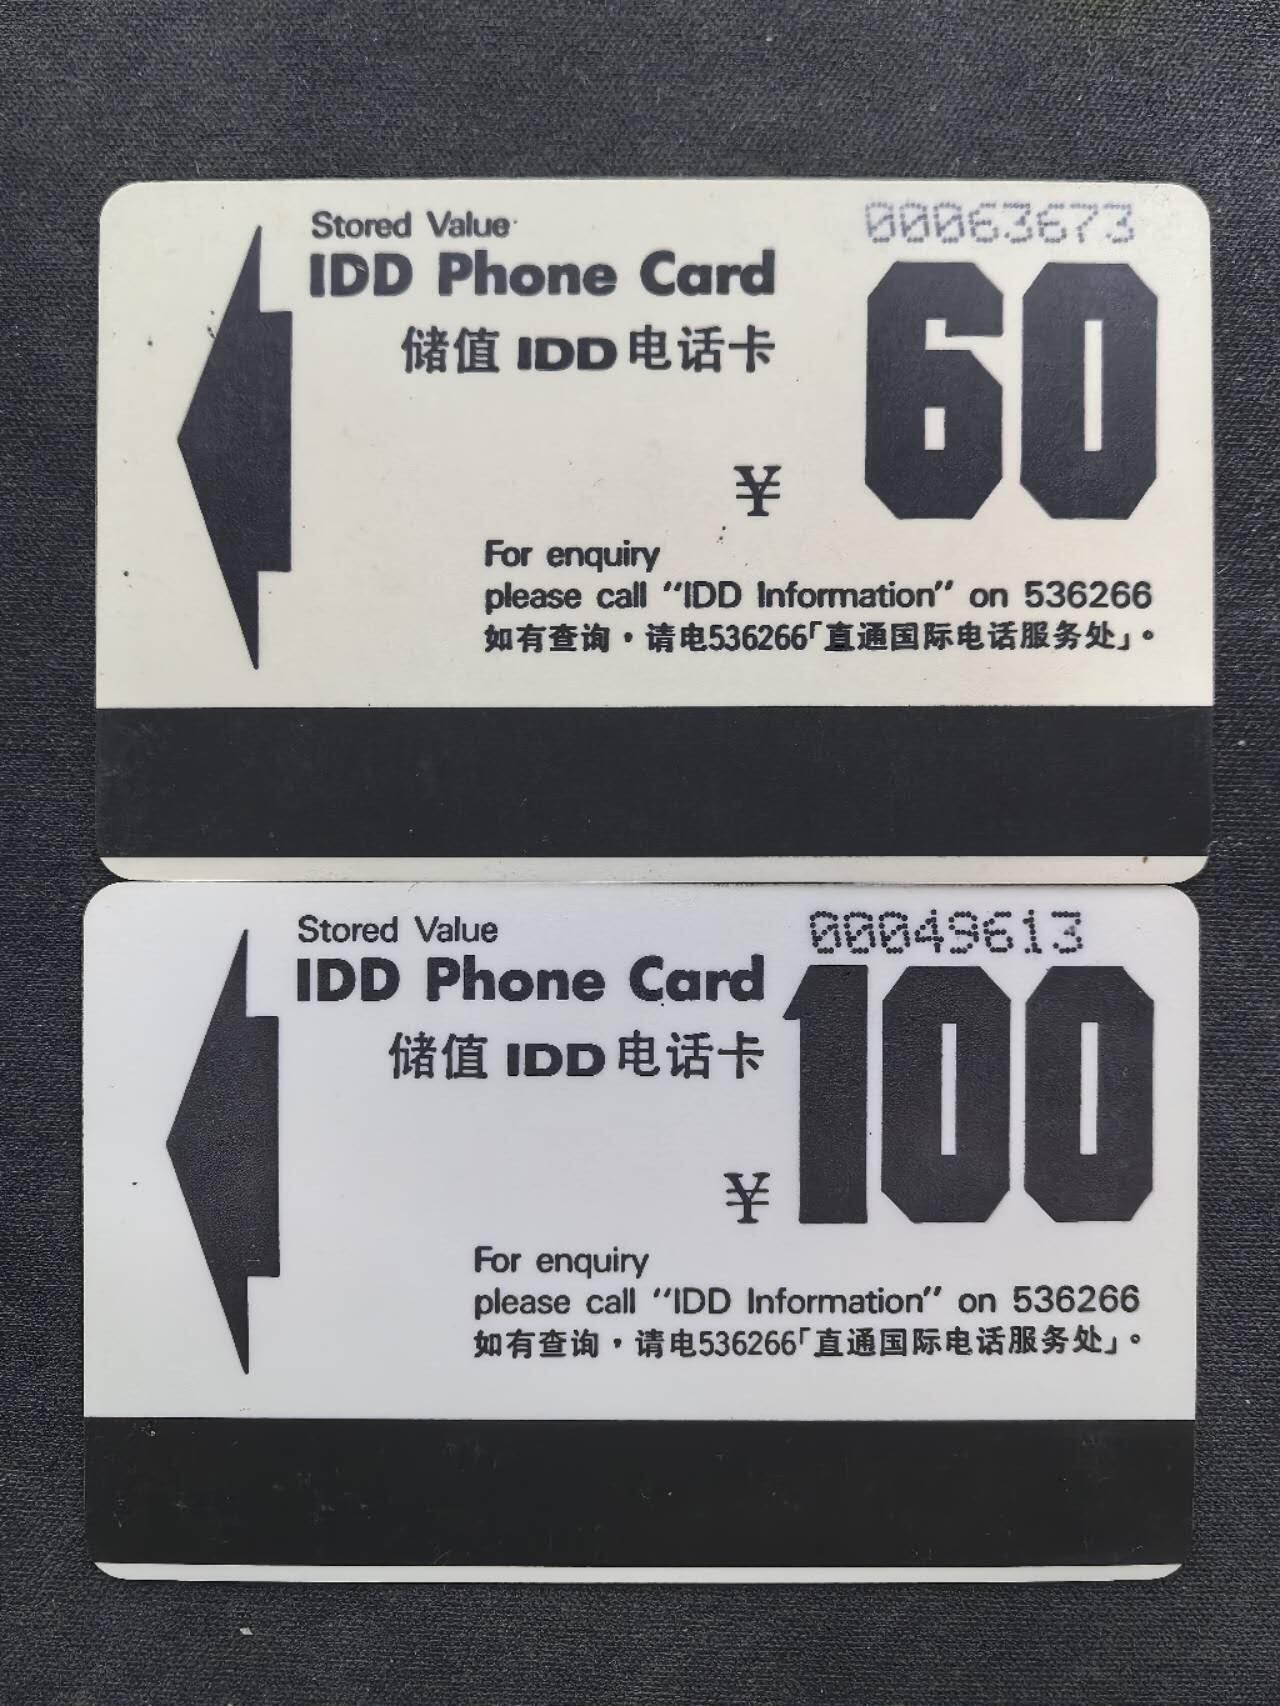 00063673
Stored Value
IDD Phone Card
储值 IDD 电话卡
¥ 60
For enquiry
please call "IDD Information" on 536266
如有查询，请电536266「直通国际电话服务处」。
00049613
Stored Value
IDD Phone Card
储值 IDD 电话卡
¥ 100
For enquiry
please call "IDD Information" on 536266
如有查询，请电536266「直通国际电话服务处」。